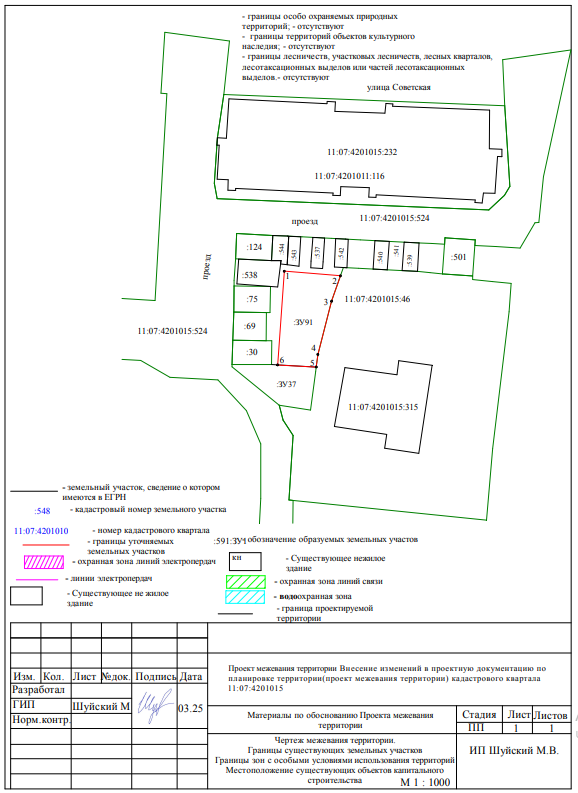 - границы особо охраняемых природных
территорий; - отсутствуют
- границы территорий объектов культурного
наследия; - отсутствуют
- границы лесничеств, участковых лесничеств, лесных кварталов,
лесотаксационных выделов или частей лесотаксационных
выделов.- отсутствуют
улица Советская
11:07:4201015:232
11:07:4201011:116
проезд
11:07:4201015:524
:124
:544
:543
:537
:542
:540
:541
:539
:501
проезд
:538
1
2
:75
3
11:07:4201015:46
:ЗУ91
11:07:4201015:524
:69
:30
4
6
5
:ЗУ37
11:07:4201015:315
- земельный участок, сведение о котором
имеются в ЕГРН
:548 - кадастровый номер земельного участка
11:07:4201010 - номер кадастрового квартала
- границы уточняемых
земельных участков
:591:ЗУ1 обозначение образуемых земельных участов
- охранная зона линий электропердач
кн - Существующее нежилое
здание
- линии электропердач
- охранная зона линий связи
- Существующее не жилое
здание
- водоохранная зона
- граница проектируемой
территории
Изм. Кол. Лист №док. Подпись Дата
Разработал
ГИП Шуйский М 03.25
Норм.контр.
Проект межевания территории Внесение изменений в проектную документацию по
планировке территории(проект межевания территории) кадастрового квартала
11:07:4201015
Материалы по обоснованию Проекта межевания
территории
Стадия Лист Листов
ПП 1 1
Чертеж межевания территории.
Границы существующих земельных участков
Границы зон с особыми условиями использования территорий
Местоположение существующих объектов капитального
строительства
М 1 : 1000
ИП Шуйский М.В.